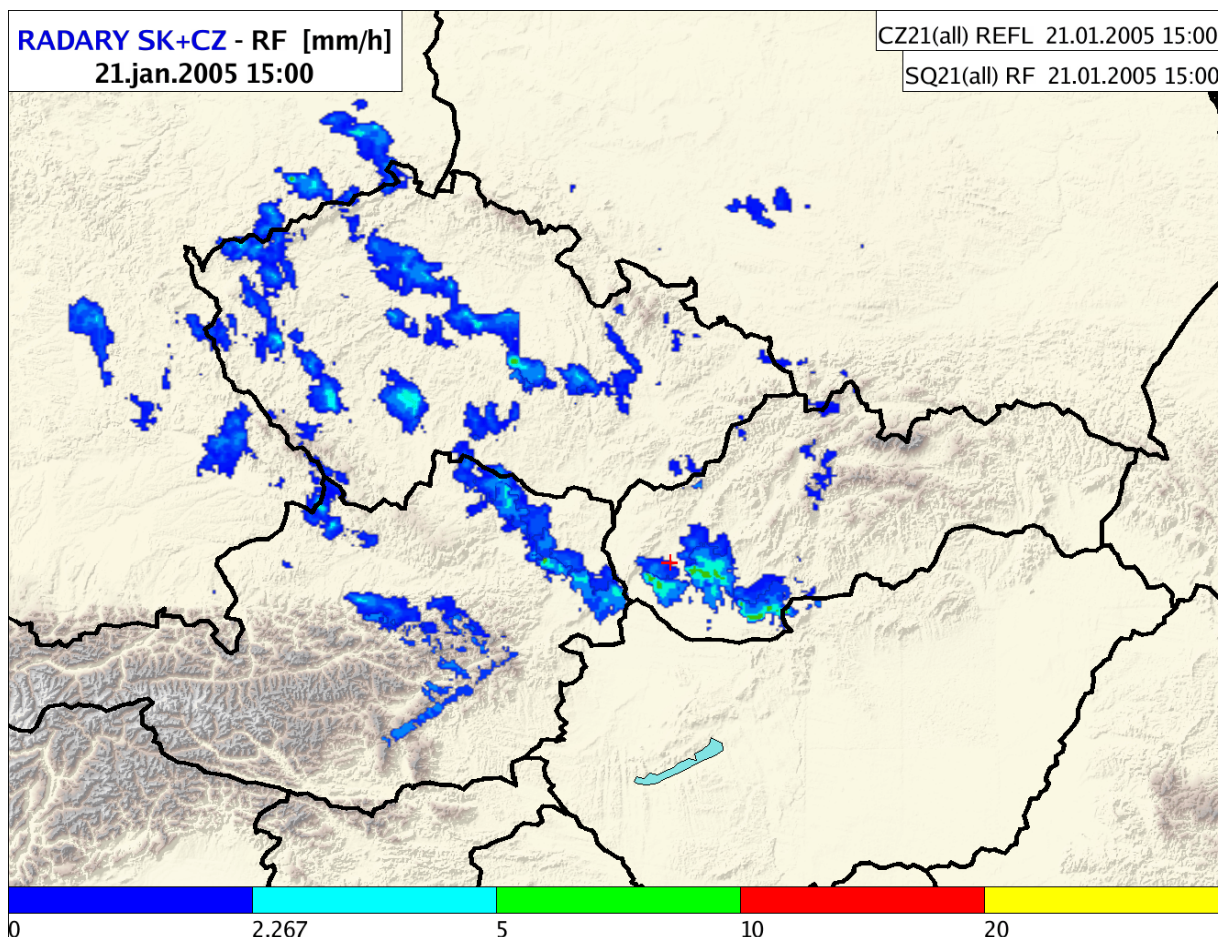 RADARY SK+CZ - RF [mm/h]
21.jan.2005 15:00
CZ21(all) REFL 21.01.2005 15:00
SQ21(all) RF 21.01.2005 15:00
0 2.267 5 10 20